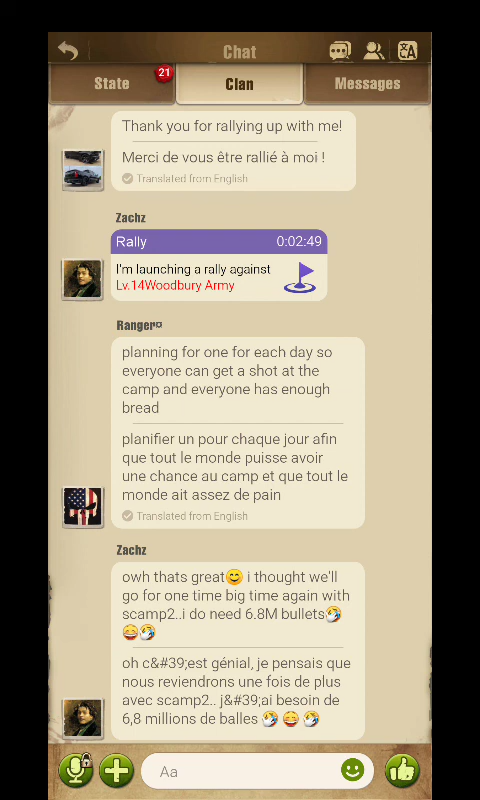 Chat
State
21
Clan
Messages
Thank you for rallying up with me!
Merci de vous être rallié à moi !
Translated from English
Zachz
Rally 0:02:49
I'm launching a rally against
Lv.14Woodbury Army
Ranger¤
planning for one for each day so
everyone can get a shot at the
camp and everyone has enough
bread
planifier un pour chaque jour afin
que tout le monde puisse avoir
une chance au camp et que tout le
monde ait assez de pain
Translated from English
Zachz
owh thats great😊 i thought we'll
go for one time big time again with
scamp2..i do need 6.8M bullets🤣
😂🤣
oh c&#39;est génial, je pensais que
nous reviendrons une fois de plus
avec scamp2.. j&#39;ai besoin de
6,8 millions de balles 🤣 😂 🤣
Aa